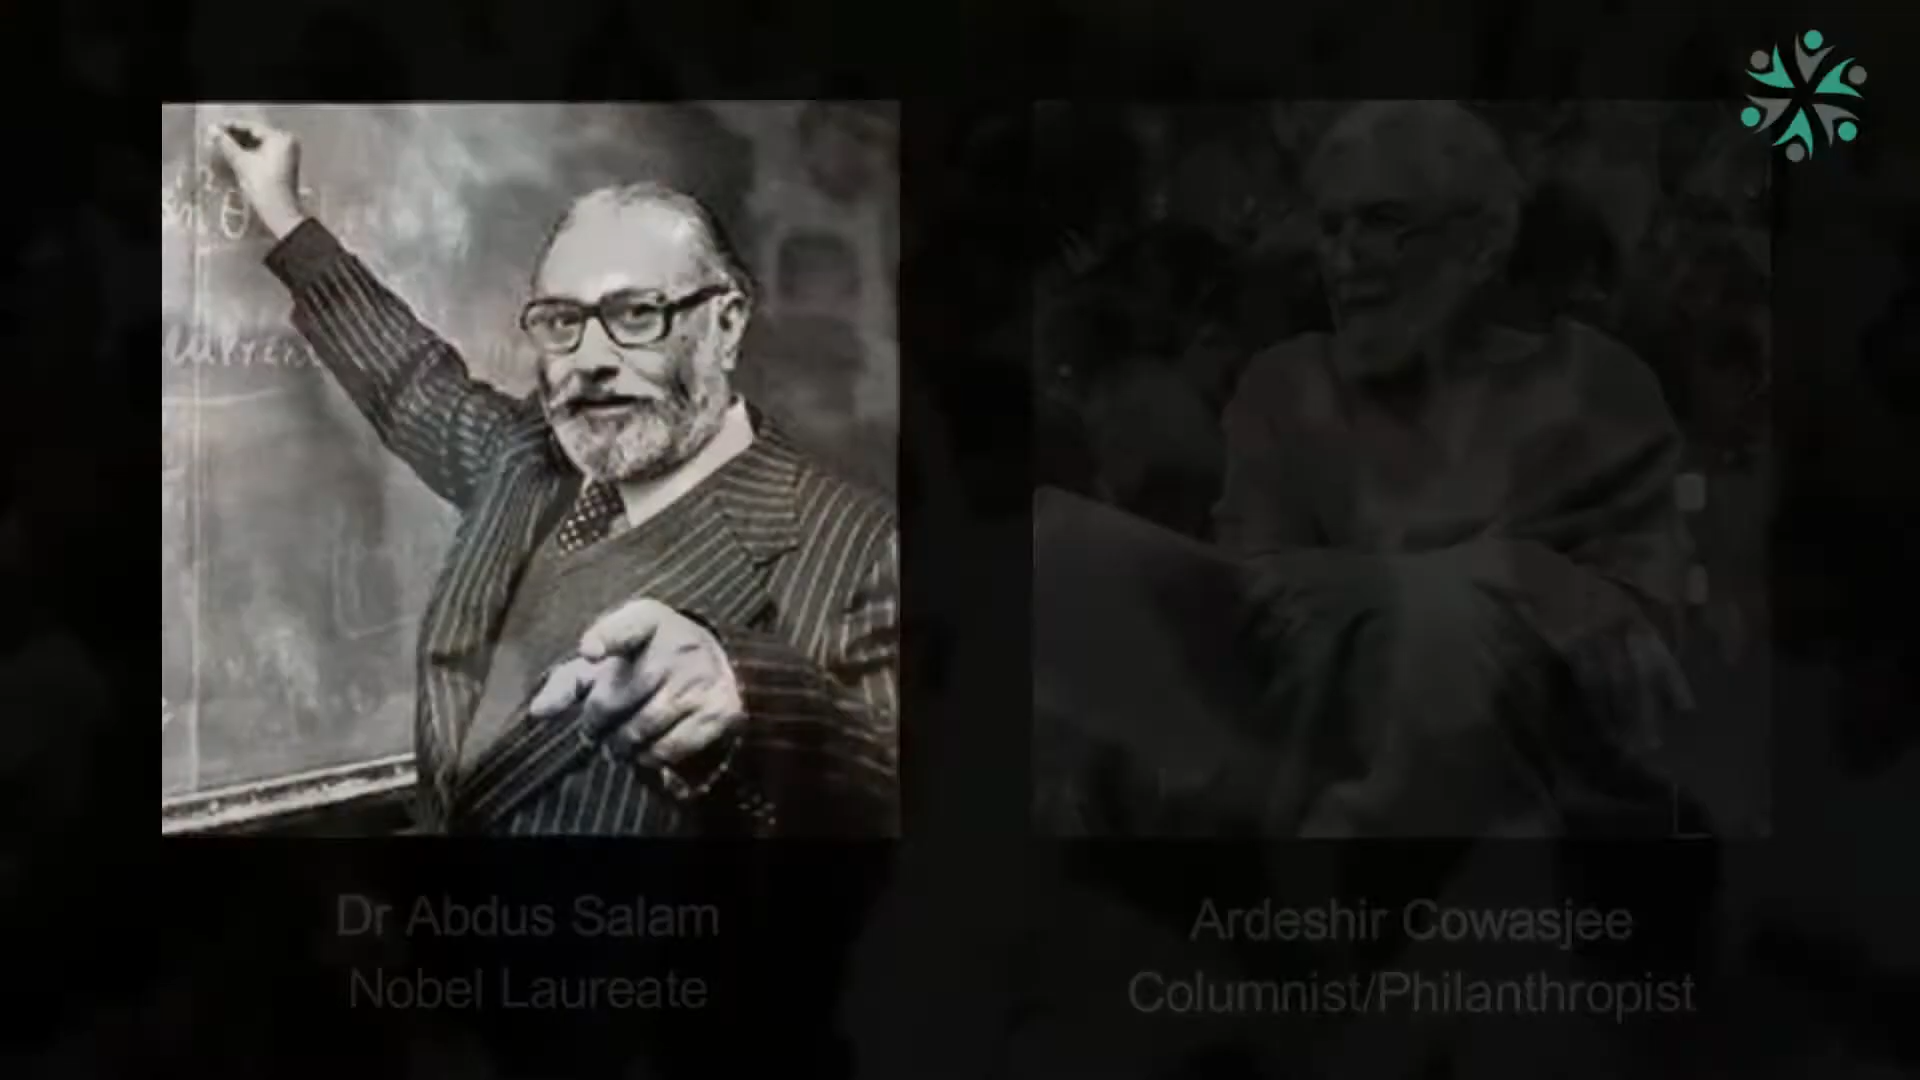 Dr Abdus Salam
Nobel Laureate
Ardeshir Cowasjee
Columnist/Philanthropist